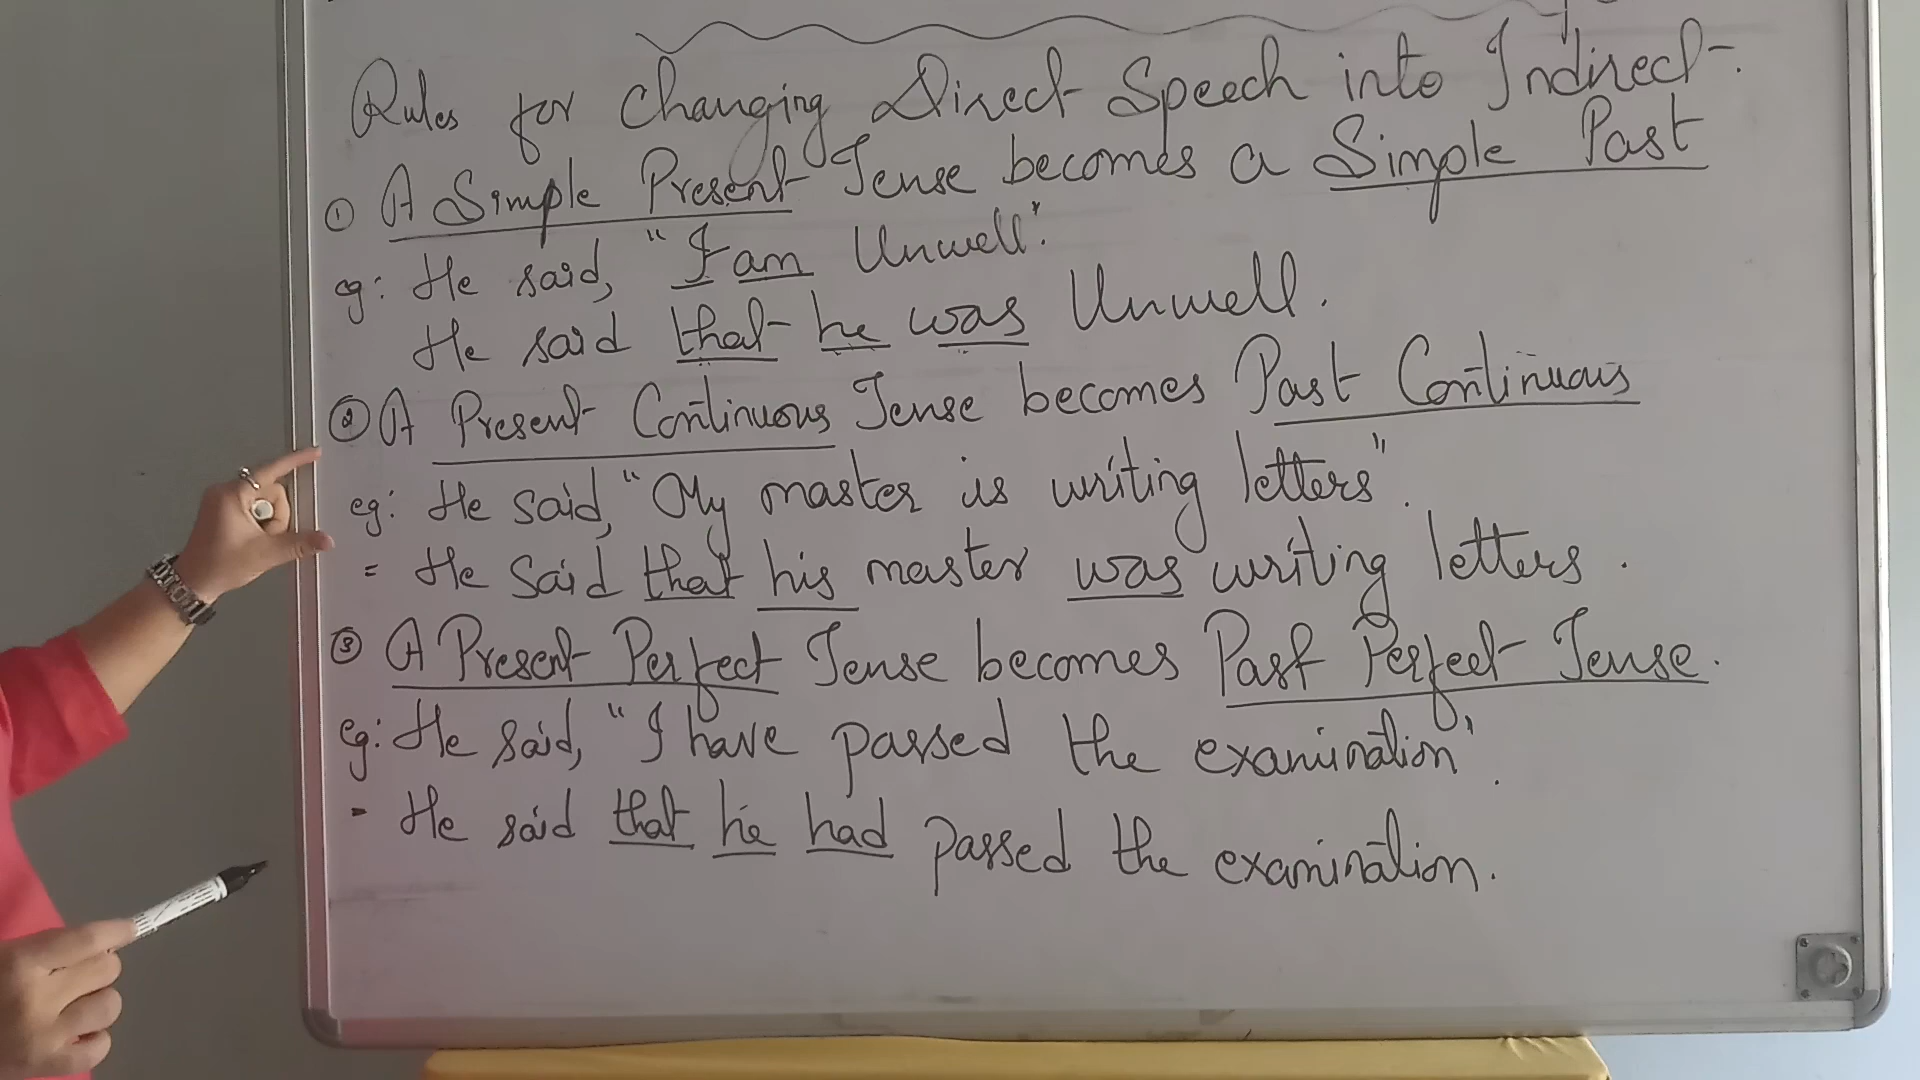 Rules for Changing Direct Speech into Indirect.
① A Simple Present Tense becomes a Simple Past
eg: He said, "I am Unwell".
He said that he was Unwell.
② A Present Continuous Tense becomes Past Continuous
eg: He said, "My master is writing letters".
= He said that his master was writing letters.
③ A Present Perfect Tense becomes Past Perfect Tense.
eg: He said, "I have passed the examination".
= He said that he had passed the examination.